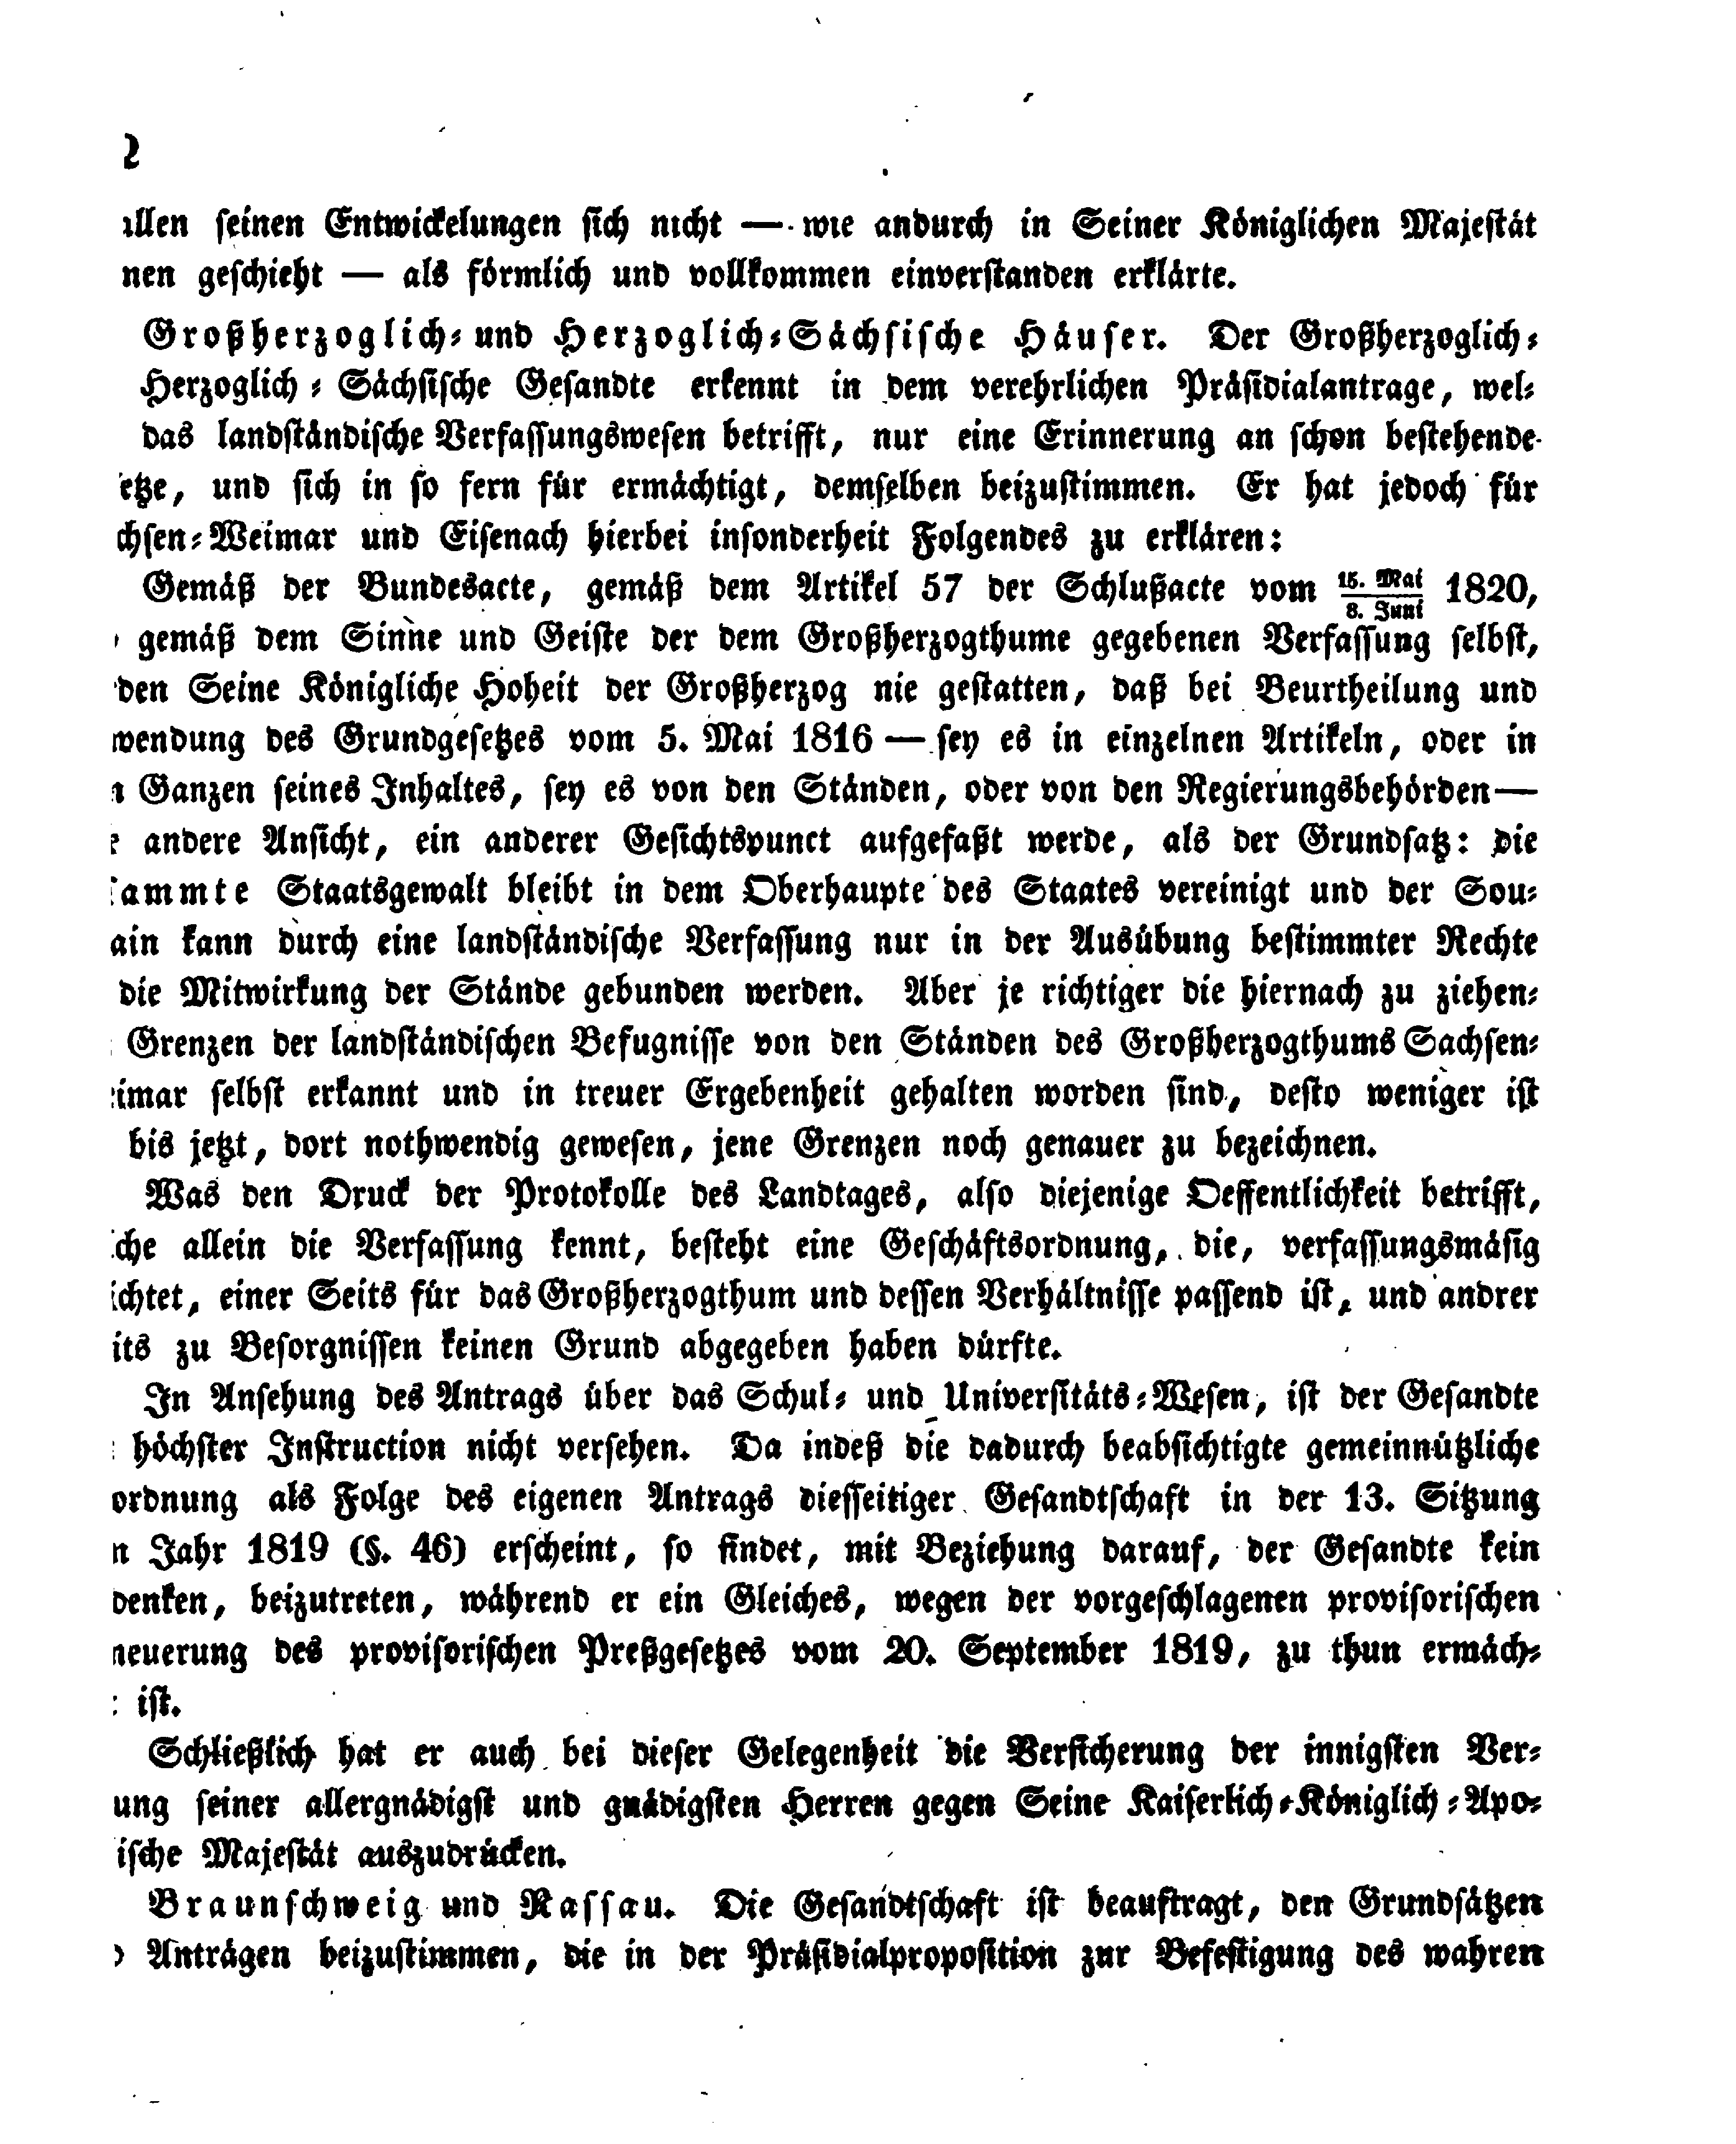 2
allen seinen Entwickelungen sich nicht — wie andurch in Seiner Königlichen Majestät
nen geschieht — als förmlich und vollkommen einverstanden erklärte.
Großherzoglich- und Herzoglich-Sächsische Häuser. Der Großherzoglich-
Herzoglich-Sächsische Gesandte erkennt in dem verehrlichen Präsidialantrage, wel-
das landständische Verfassungswesen betrifft, nur eine Erinnerung an schon bestehende
etze, und sich in so fern für ermächtigt, demselben beizustimmen. Er hat jedoch für
chsen-Weimar und Eisenach hierbei insonderheit Folgendes zu erklären:
Gemäß der Bundesacte, gemäß dem Artikel 57 der Schlußacte vom 15. Mai/8. Juni 1820,
gemäß dem Sinne und Geiste der dem Großherzogthume gegebenen Verfassung selbst,
den Seine Königliche Hoheit der Großherzog nie gestatten, daß bei Beurtheilung und
wendung des Grundgesetzes vom 5. Mai 1816 — sey es in einzelnen Artikeln, oder in
n Ganzen seines Inhaltes, sey es von den Ständen, oder von den Regierungsbehörden —
e andere Ansicht, ein anderer Gesichtspunct aufgefaßt werde, als der Grundsatz: die
sammte Staatsgewalt bleibt in dem Oberhaupte des Staates vereinigt und der Sou-
ain kann durch eine landständische Verfassung nur in der Ausübung bestimmter Rechte
die Mitwirkung der Stände gebunden werden. Aber je richtiger die hiernach zu ziehen-
Grenzen der landständischen Befugnisse von den Ständen des Großherzogthums Sachsen-
eimar selbst erkannt und in treuer Ergebenheit gehalten worden sind, desto weniger ist
bis jetzt, dort nothwendig gewesen, jene Grenzen noch genauer zu bezeichnen.
Was den Druck der Protokolle des Landtages, also diejenige Oeffentlichkeit betrifft,
che allein die Verfassung kennt, besteht eine Geschäftsordnung, die, verfassungsmäsig
ichtet, einer Seits für das Großherzogthum und dessen Verhältnisse passend ist, und andrer
its zu Besorgnissen keinen Grund abgegeben haben dürfte.
In Ansehung des Antrags über das Schul- und Universitäts-Wesen, ist der Gesandte
höchster Instruction nicht versehen. Da indeß die dadurch beabsichtigte gemeinnützliche
ordnung als Folge des eigenen Antrags diesseitiger Gesandtschaft in der 13. Sitzung
n Jahr 1819 (§. 46) erscheint, so findet, mit Beziehung darauf, der Gesandte kein
denken, beizutreten, während er ein Gleiches, wegen der vorgeschlagenen provisorischen
neuerung des provisorischen Preßgesetzes vom 20. September 1819, zu thun ermäch-
ist.
Schließlich hat er auch bei dieser Gelegenheit die Versicherung der innigsten Ver-
ung seiner allergnädigst und gnädigsten Herren gegen Seine Kaiserlich-Königlich-Apo-
ische Majestät auszudrücken.
Braunschweig und Nassau. Die Gesandtschaft ist beauftragt, den Grundsätzen
Anträgen beizustimmen, die in der Präsidialproposition zur Befestigung des wahren